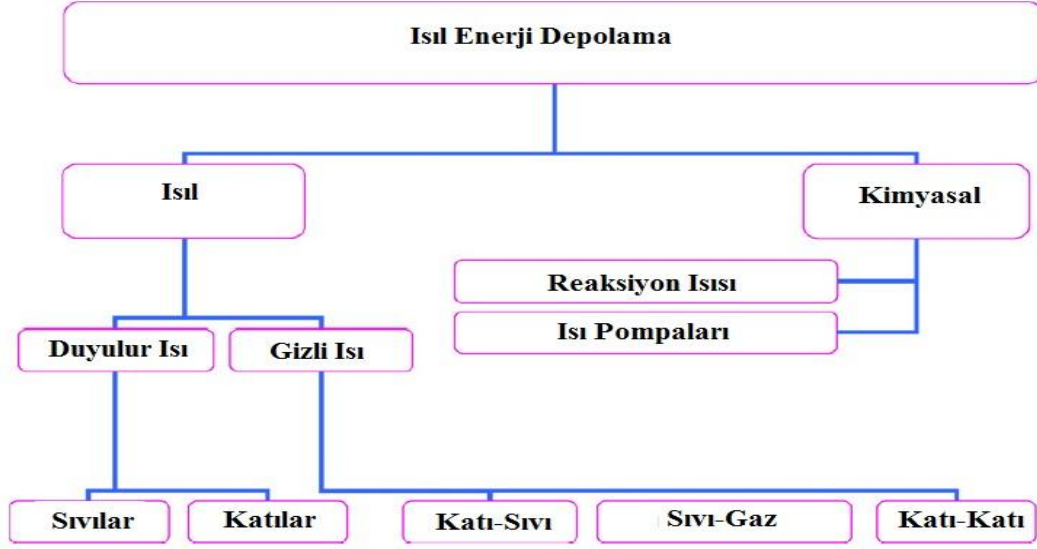 Isıl Enerji Depolama
Isıl
Kimyasal
Reaksiyon Isısı
Isı Pompaları
Duyulur Isı
Gizli Isı
Sıvılar
Katılar
Katı-Sıvı
Sıvı-Gaz
Katı-Katı